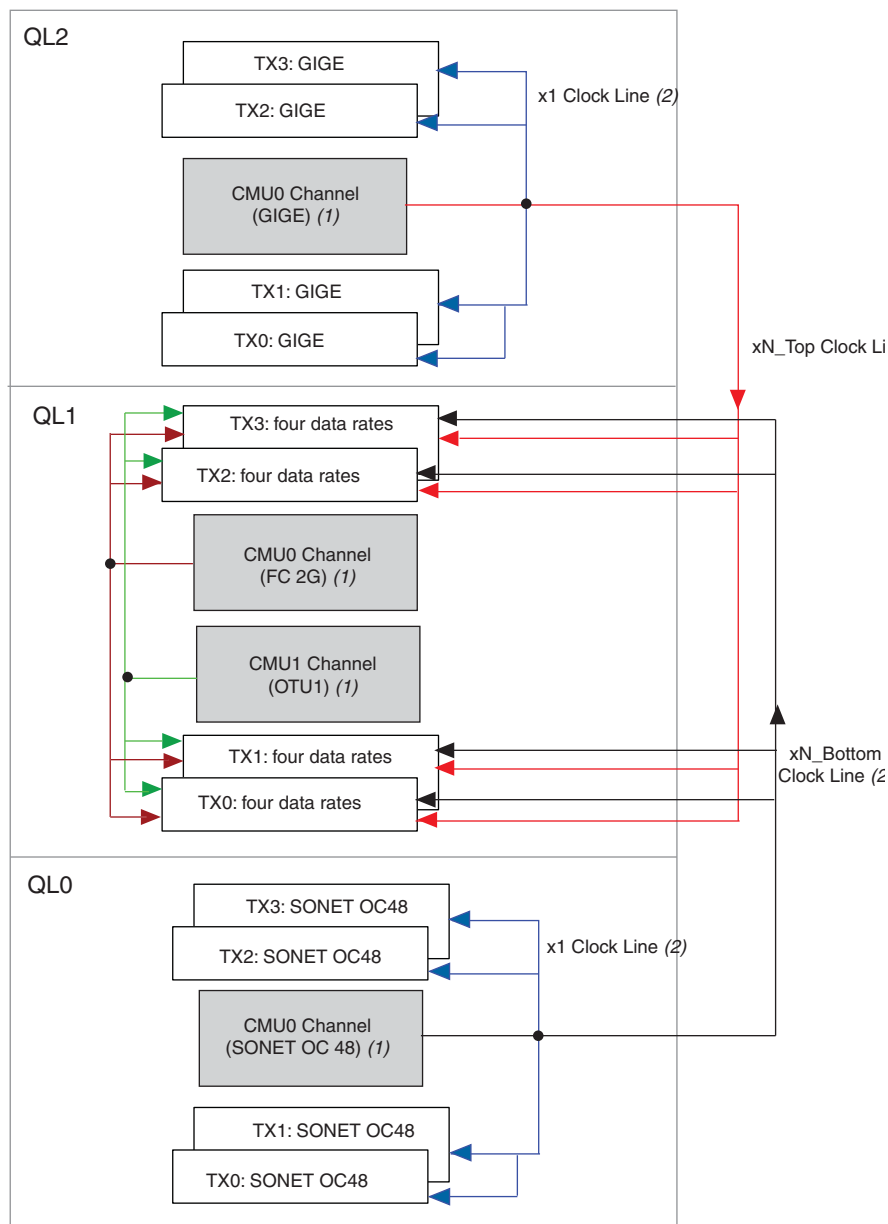 QL2
TX3: GIGE
x1 Clock Line (2)
TX2: GIGE
CMU0 Channel
(GIGE) (1)
TX1: GIGE
TX0: GIGE
xN_Top Clock Li
QL1
TX3: four data rates
TX2: four data rates
CMU0 Channel
(FC 2G) (1)
CMU1 Channel
(OTU1) (1)
TX1: four data rates
xN_Bottom
Clock Line (2
TX0: four data rates
QL0
TX3: SONET OC48
x1 Clock Line (2)
TX2: SONET OC48
CMU0 Channel
(SONET OC 48) (1)
TX1: SONET OC48
TX0: SONET OC48